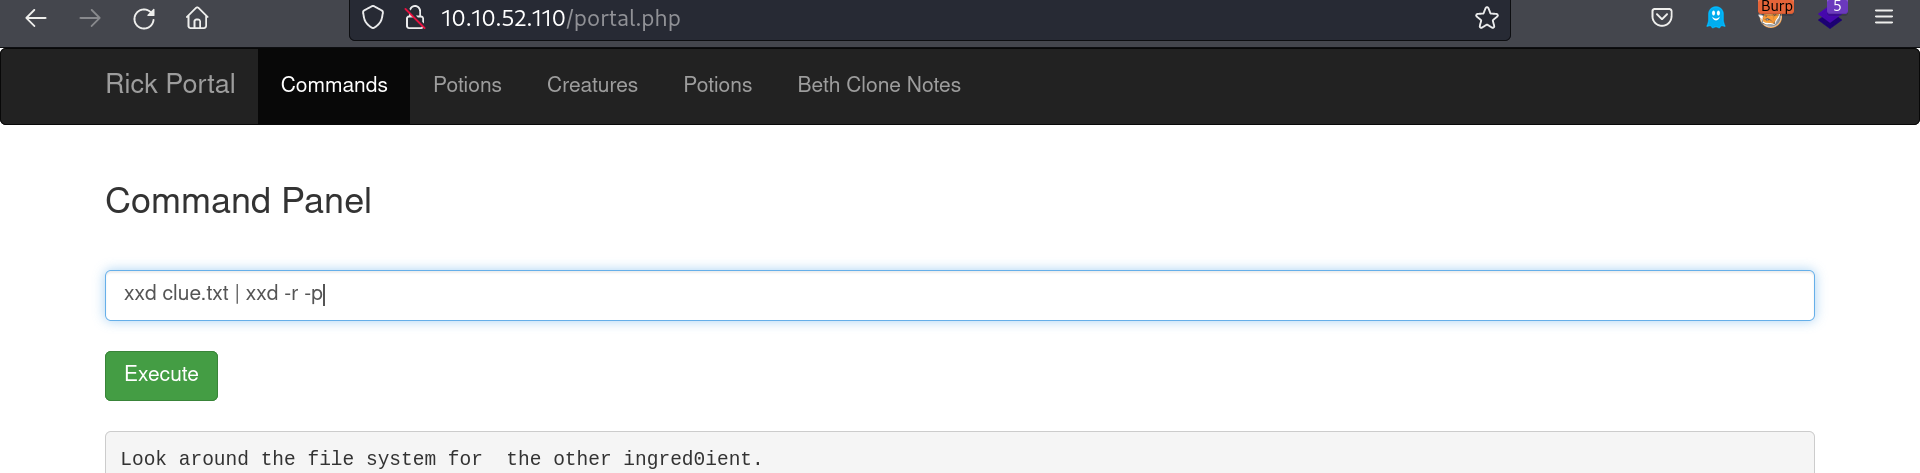 10.10.52.110/portal.php
Burp
5
Rick Portal Commands Potions Creatures Potions Beth Clone Notes
Command Panel
xxd clue.txt | xxd -r -p
Execute
Look around the file system for  the other ingred0ient.